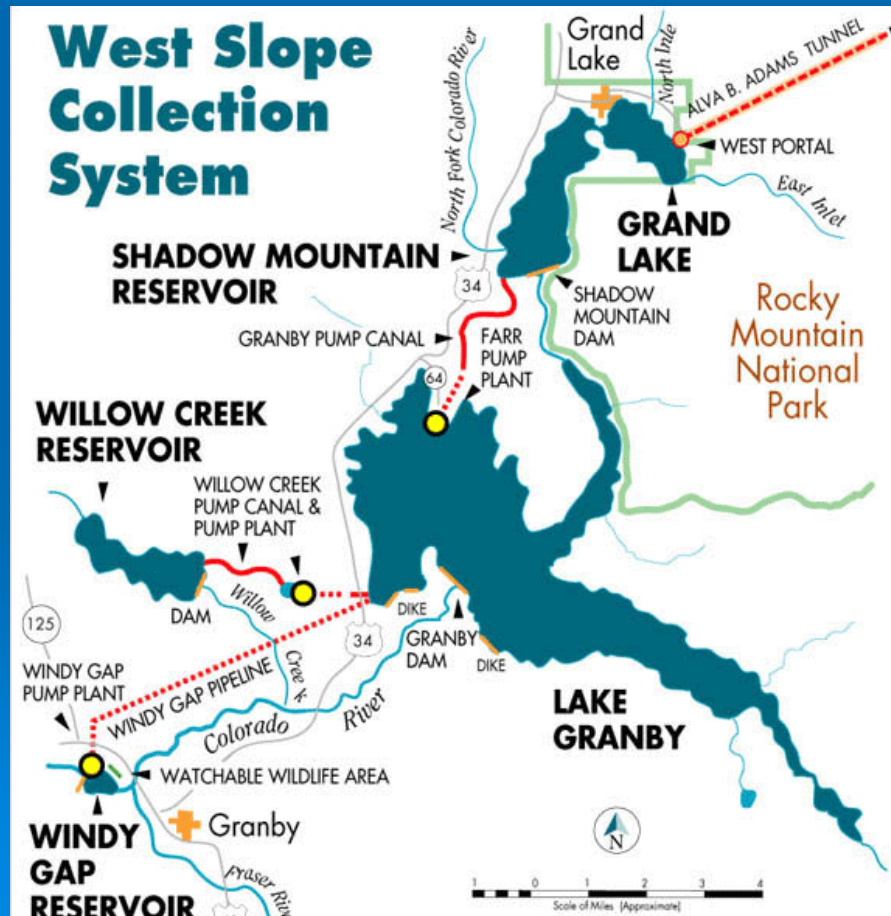 West Slope
Collection
System
North Fork Colorado River
Grand
Lake
North Inle
ALVA B. ADAMS TUNNEL
WEST PORTAL
East Inlet
GRAND
LAKE
SHADOW MOUNTAIN
RESERVOIR
34
SHADOW
MOUNTAIN
DAM
GRANBY PUMP CANAL
FARR
PUMP
PLANT
64
Rocky
Mountain
National
Park
WILLOW CREEK
RESERVOIR
WILLOW CREEK
PUMP CANAL &
PUMP PLANT
DAM
Willow
Creek
DIKE
GRANBY
DAM
DIKE
125
34
WINDY GAP
PUMP PLANT
WINDY GAP PIPELINE
Colorado
River
LAKE
GRANBY
WATCHABLE WILDLIFE AREA
WINDY
GAP
RESERVOIR
Granby
Fraser Rive
N
1 0 1 2 3 4
Scale of Miles (Approximate)